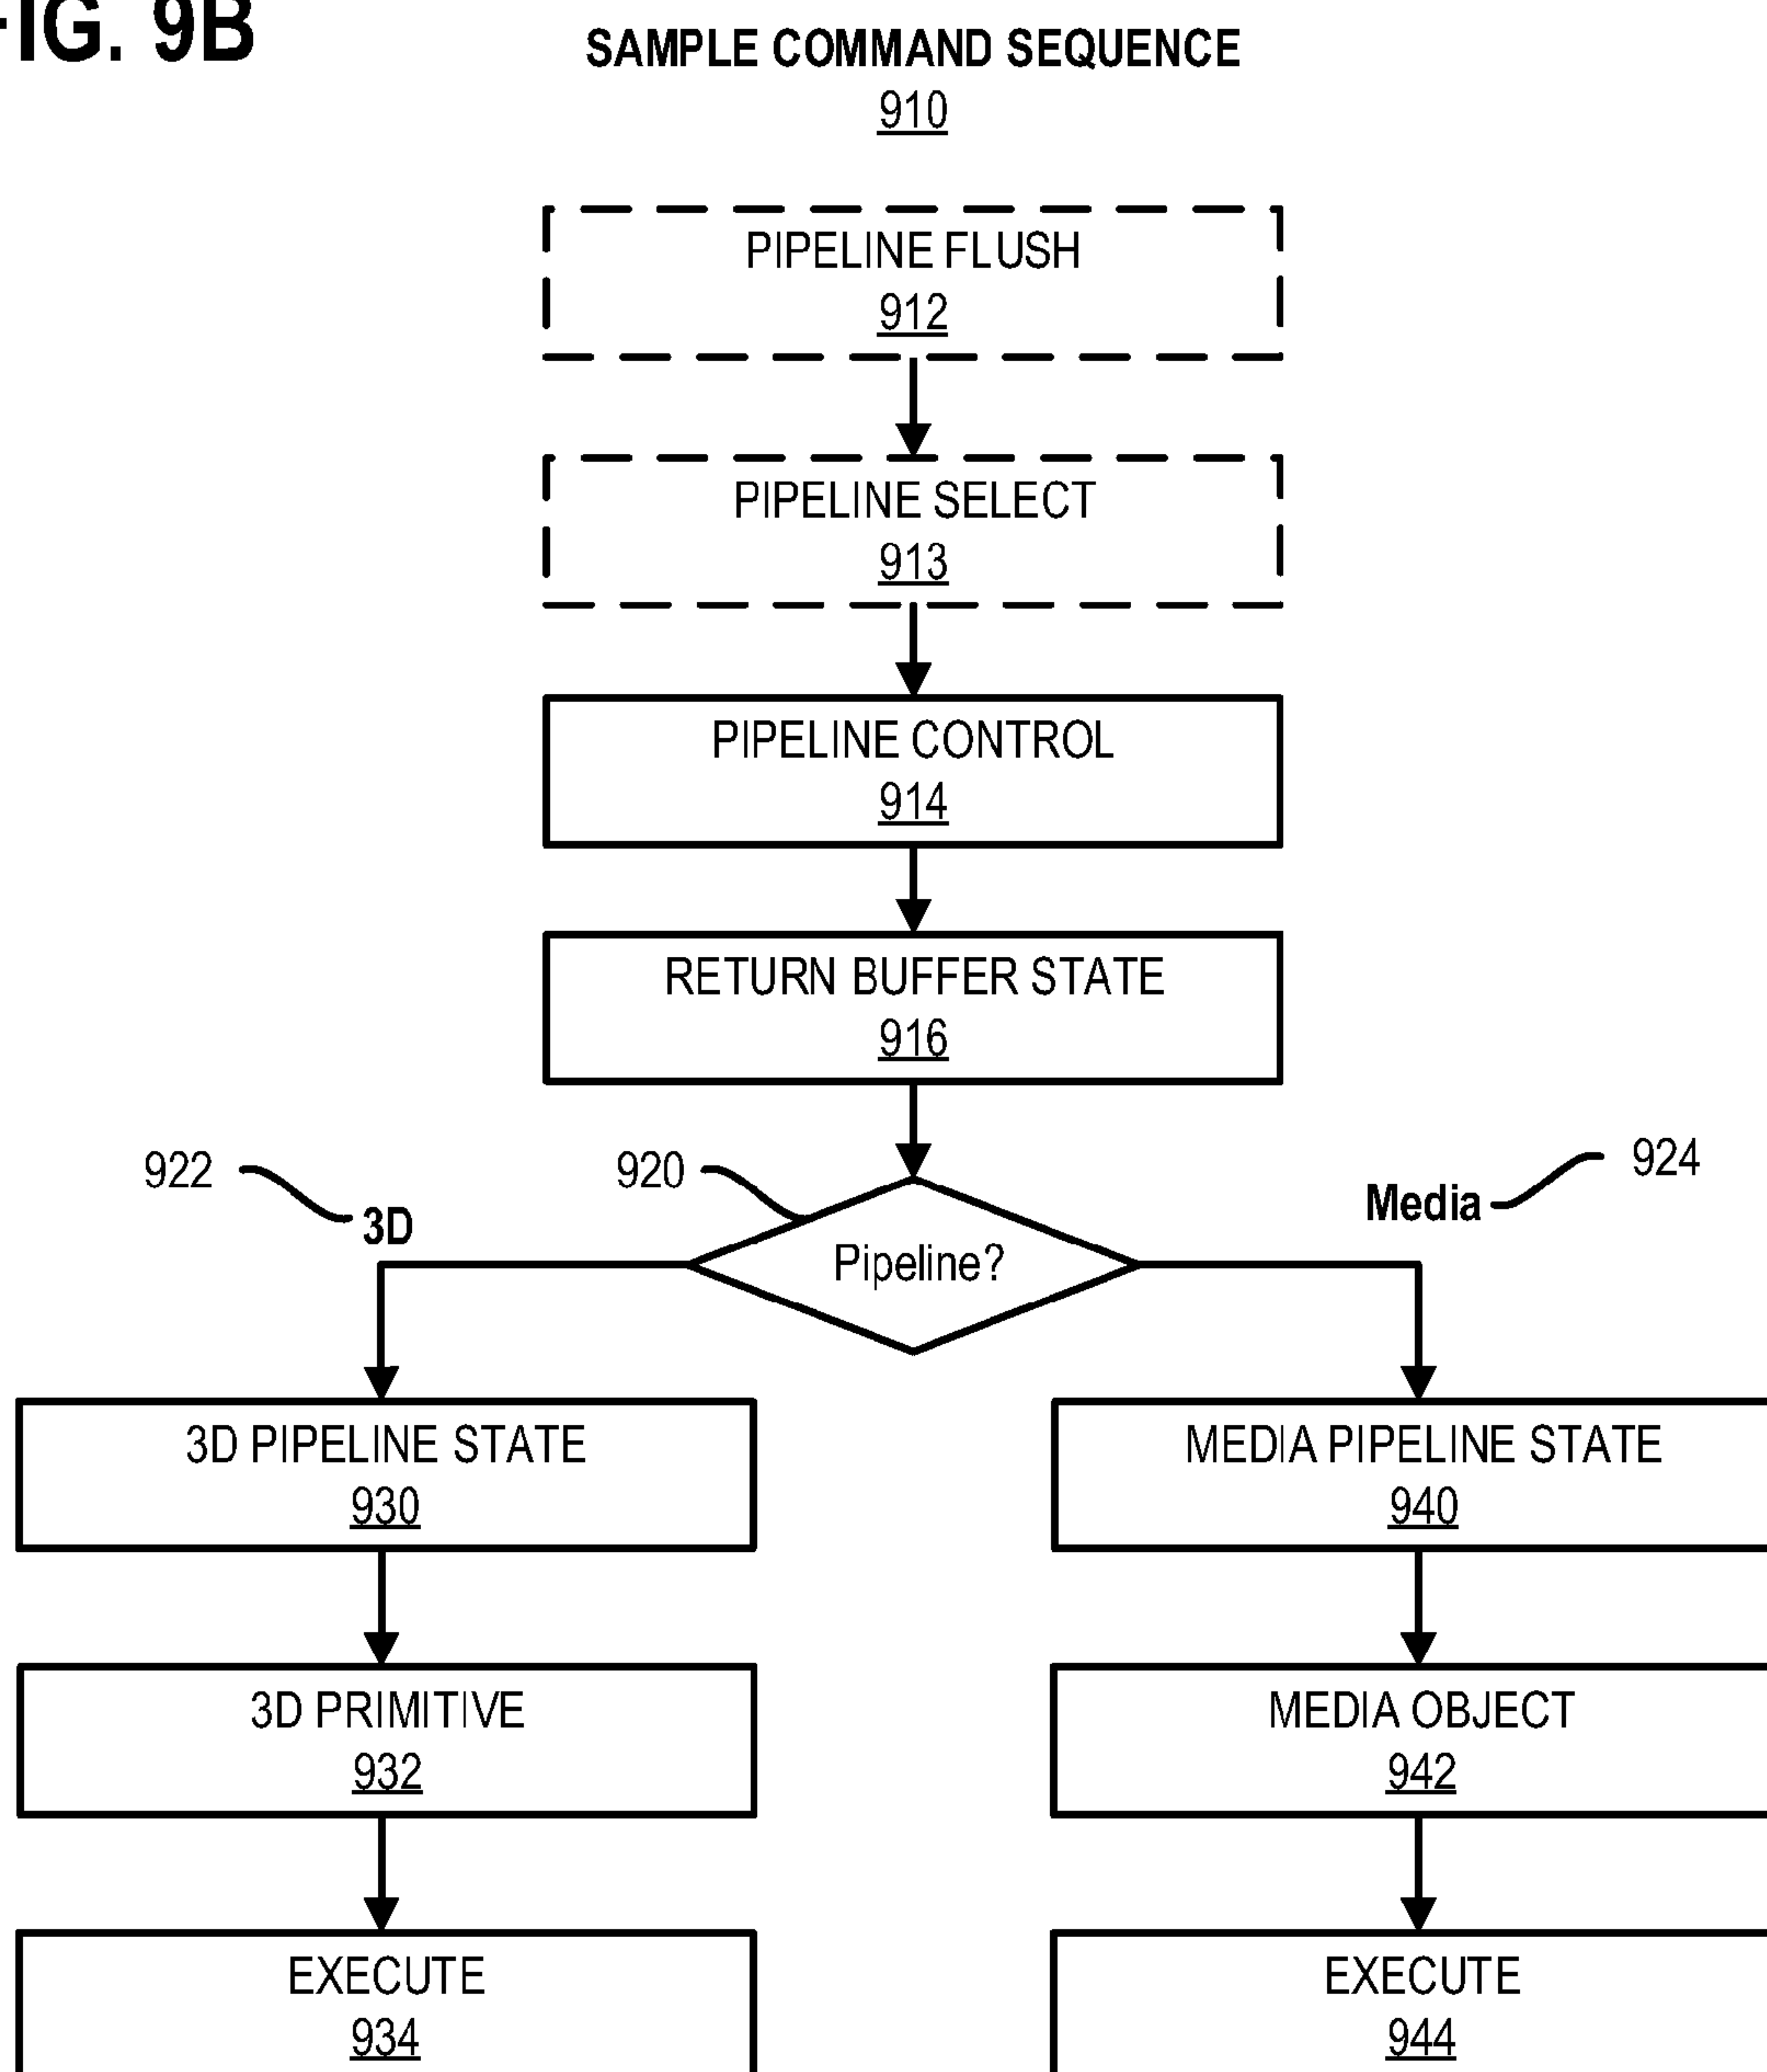 FIG. 9B
SAMPLE COMMAND SEQUENCE
910
PIPELINE FLUSH
912
PIPELINE SELECT
913
PIPELINE CONTROL
914
RETURN BUFFER STATE
916
922
3D
920
Pipeline?
Media
924
3D PIPELINE STATE
930
MEDIA PIPELINE STATE
940
3D PRIMITIVE
932
MEDIA OBJECT
942
EXECUTE
934
EXECUTE
944